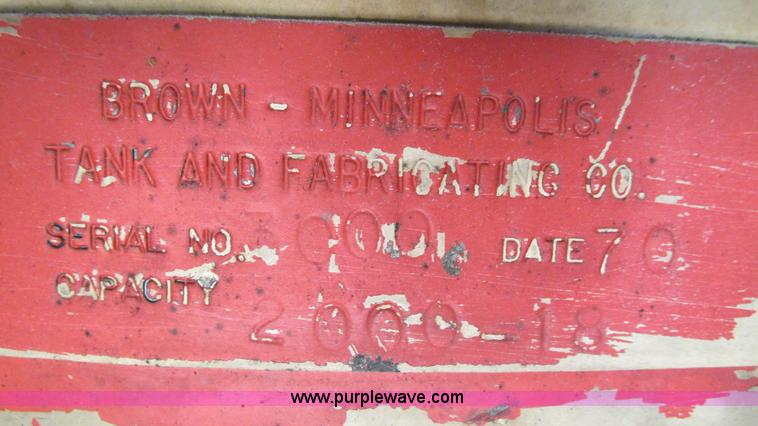 BROWN - MINNEAPOLIS
TANK AND FABRICATING CO.
SERIAL NO. DATE 70
CAPACITY
2000-18
www.purplewave.com